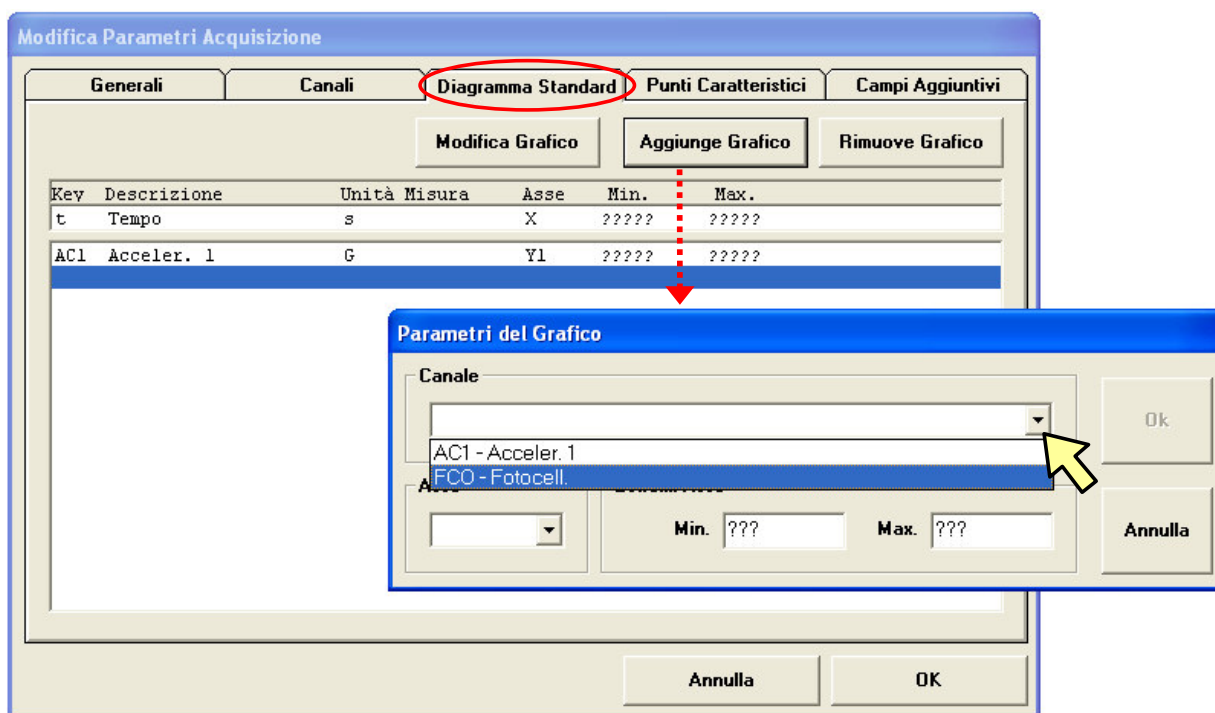 Modifica Parametri Acquisizione
Generali Canali Diagramma Standard Punti Caratteristici Campi Aggiuntivi
Modifica Grafico Aggiunge Grafico Rimuove Grafico
Key Descrizione Unità Misura Asse Min. Max.
t Tempo s X ????? ?????
AC1 Acceler. 1 G Y1 ????? ?????
Parametri del Grafico
Canale
Ok
AC1 - Acceler. 1
FCO - Fotocell.
Min. ??? Max. ??? Annulla
Annulla OK